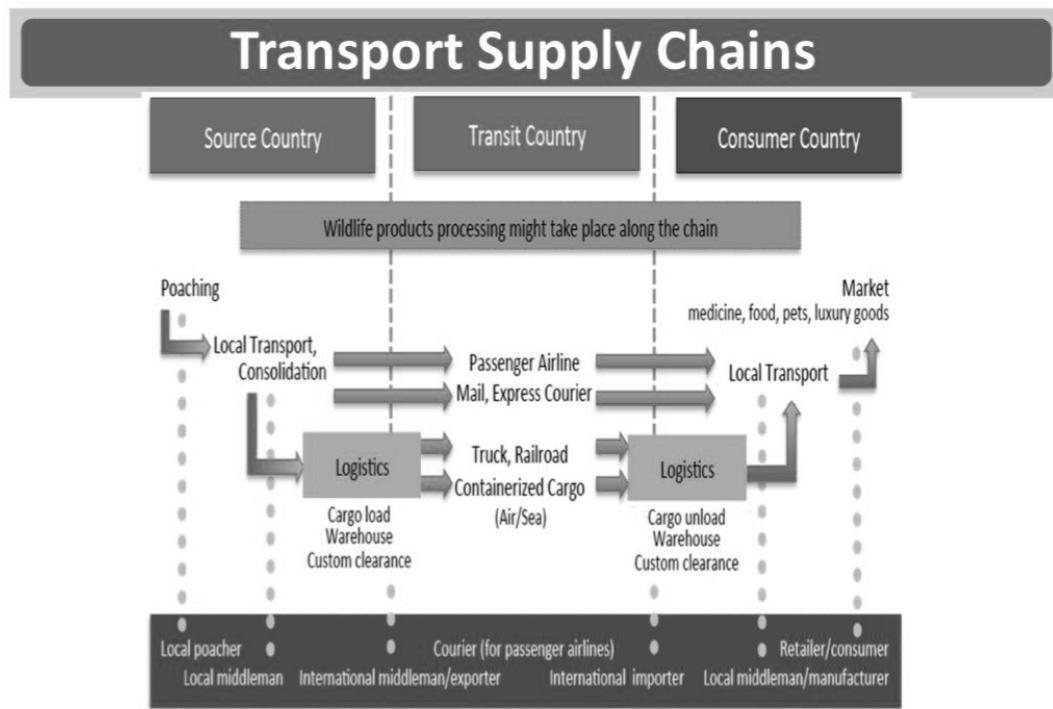 Transport Supply Chains
Source Country
Transit Country
Consumer Country
Wildlife products processing might take place along the chain
Poaching
Market
medicine, food, pets, luxury goods
Local Transport,
Consolidation
Passenger Airline
Mail, Express Courier
Local Transport
Logistics
Truck, Railroad
Containerized Cargo
(Air/Sea)
Logistics
Cargo load
Warehouse
Custom clearance
Cargo unload
Warehouse
Custom clearance
Local poacher
Courier (for passenger airlines)
Retailer/consumer
Local middleman
International middleman/exporter
International importer
Local middleman/manufacturer